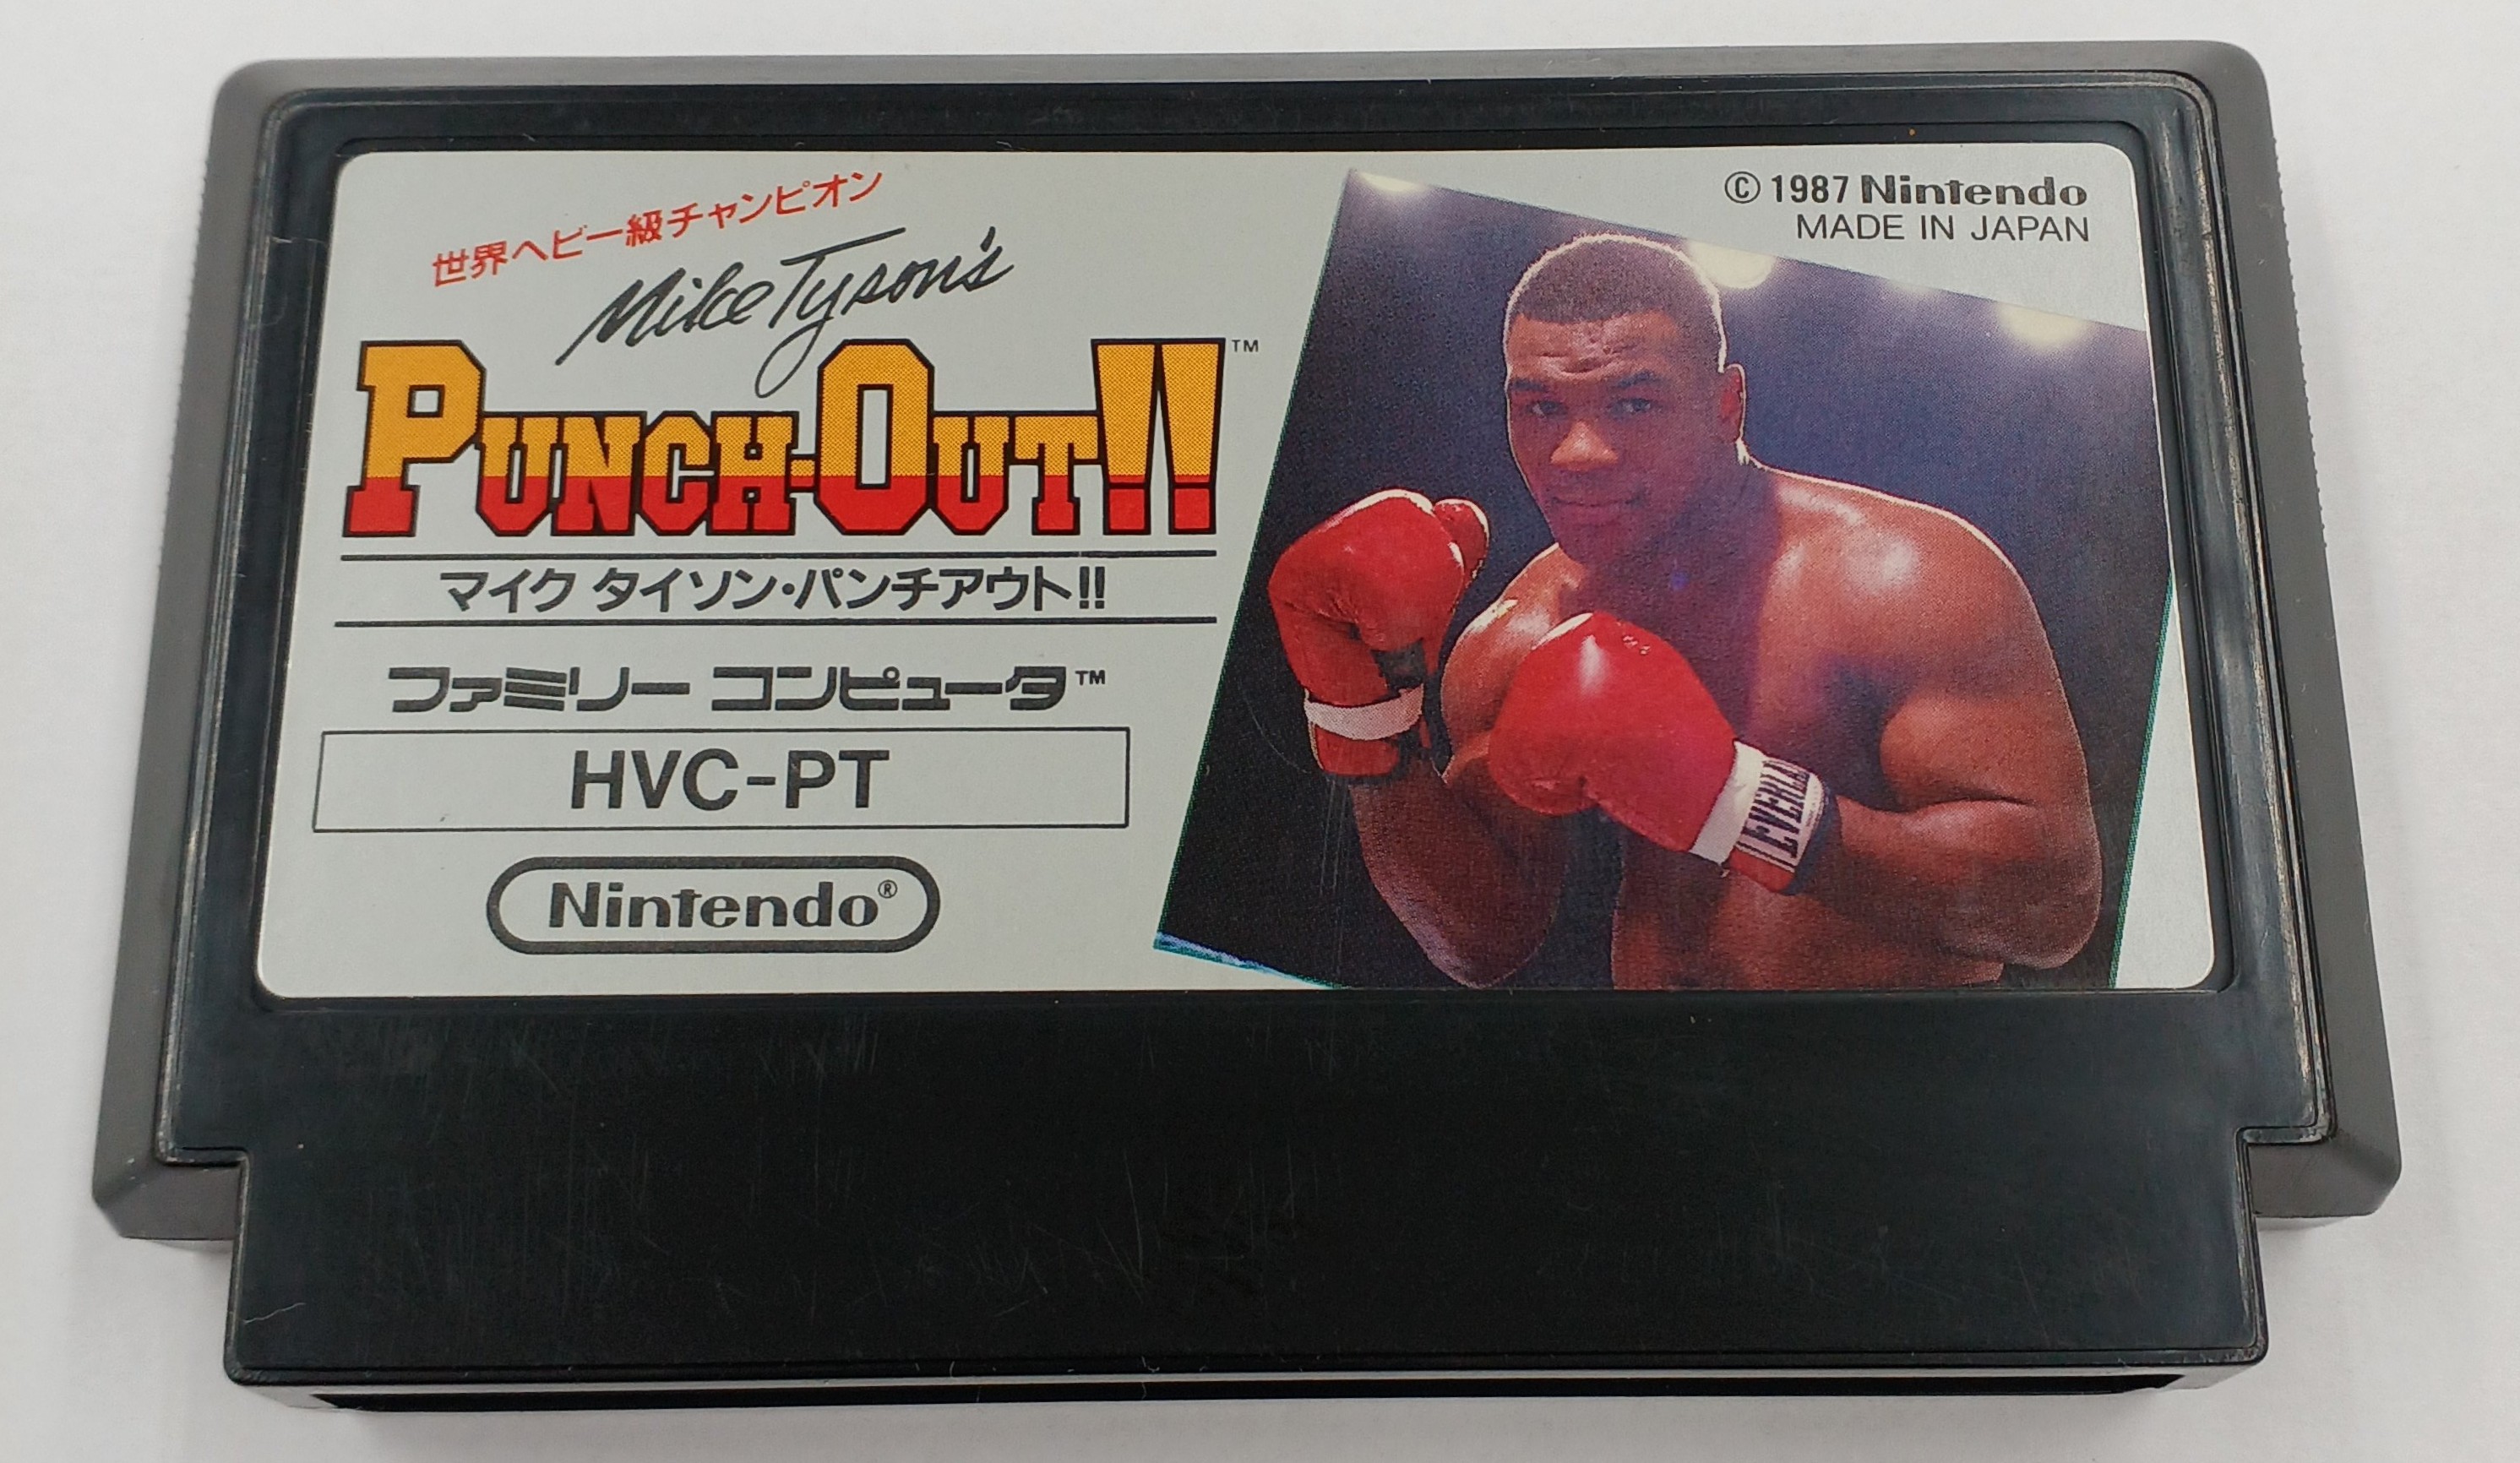 世界ヘビー級チャンピオン
Mike Tyson's
PUNCH-OUT!!™
マイク タイソン・パンチアウト!!
ファミリー コンピュータ™
HVC-PT
Nintendo®
© 1987 Nintendo
MADE IN JAPAN